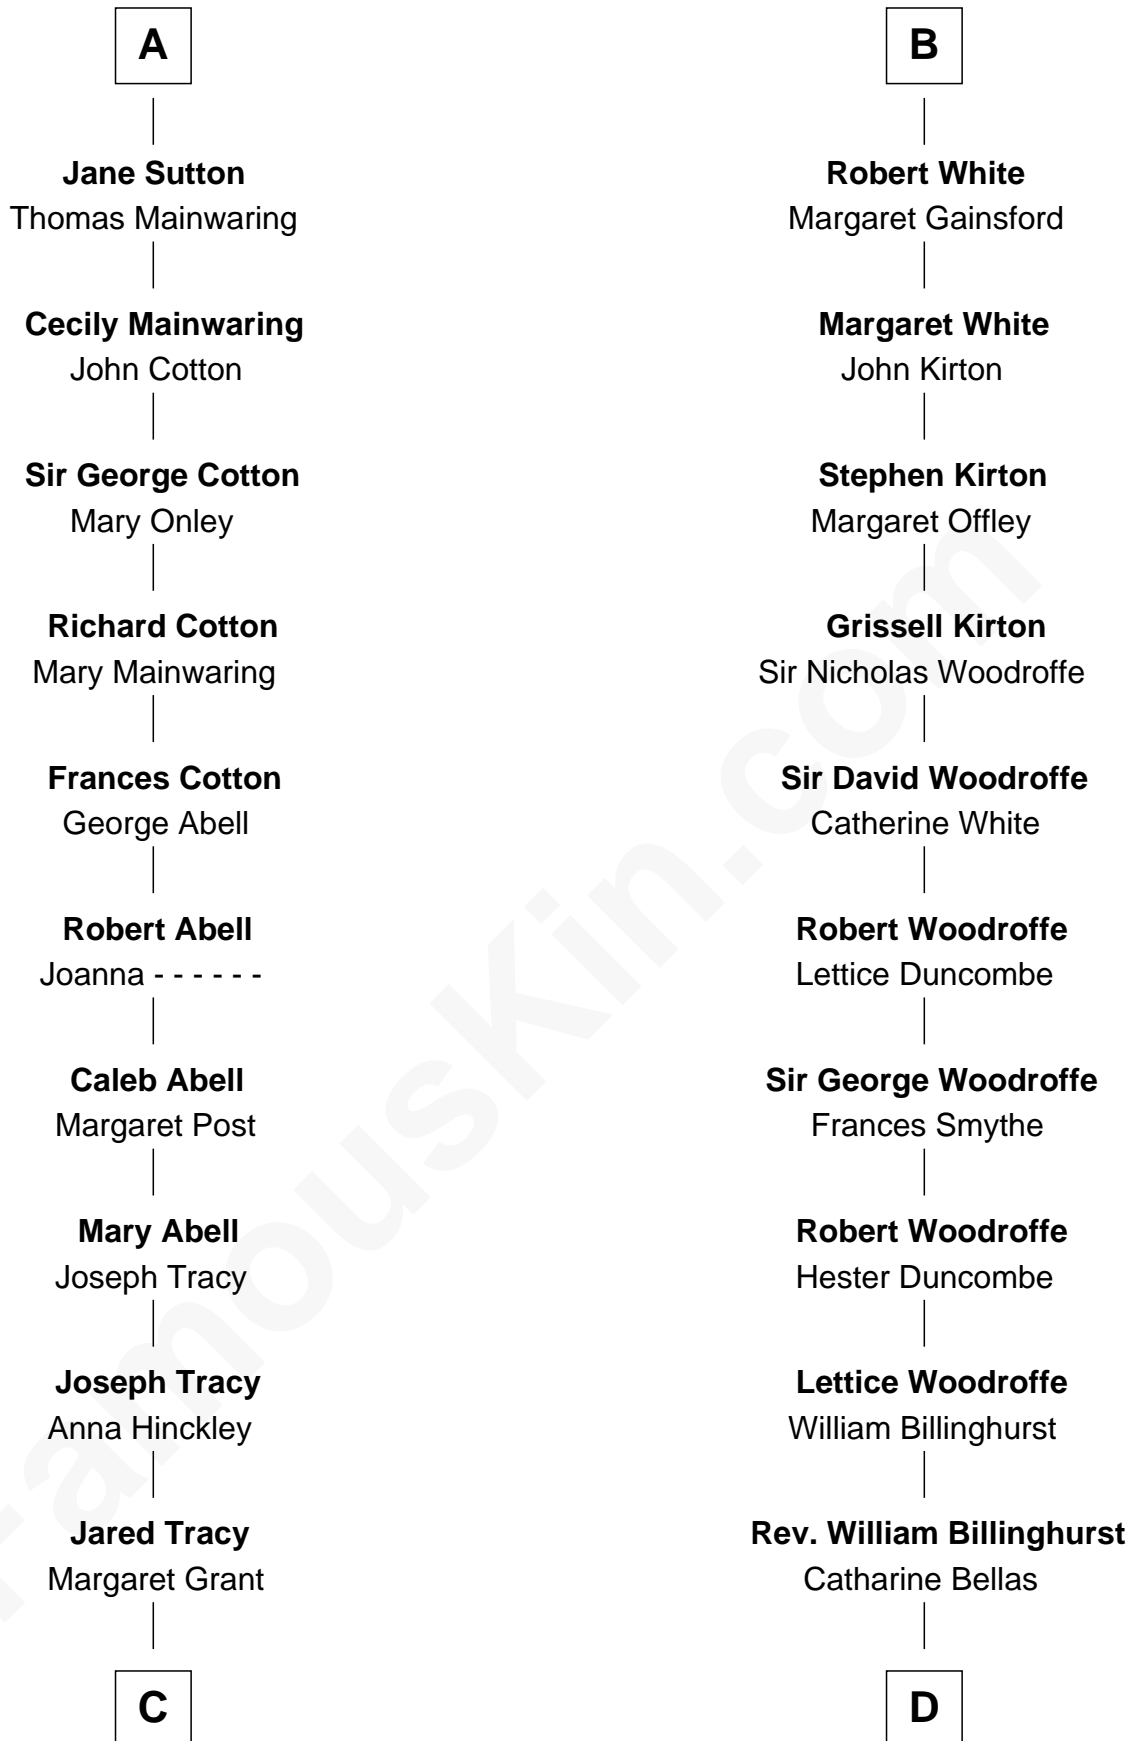 A
Jane Sutton
Thomas Mainwaring
Cecily Mainwaring
John Cotton
Sir George Cotton
Mary Onley
Richard Cotton
Mary Mainwaring
Frances Cotton
George Abell
Robert Abell
Joanna - - - - - -
Caleb Abell
Margaret Post
Mary Abell
Joseph Tracy
Joseph Tracy
Anna Hinckley
Jared Tracy
Margaret Grant
C
B
Robert White
Margaret Gainsford
Margaret White
John Kirton
Stephen Kirton
Margaret Offley
Grissell Kirton
Sir Nicholas Woodroffe
Sir David Woodroffe
Catherine White
Robert Woodroffe
Lettice Duncombe
Sir George Woodroffe
Frances Smythe
Robert Woodroffe
Hester Duncombe
Lettice Woodroffe
William Billinghurst
Rev. William Billinghurst
Catharine Bellas
D
FamousKin.com